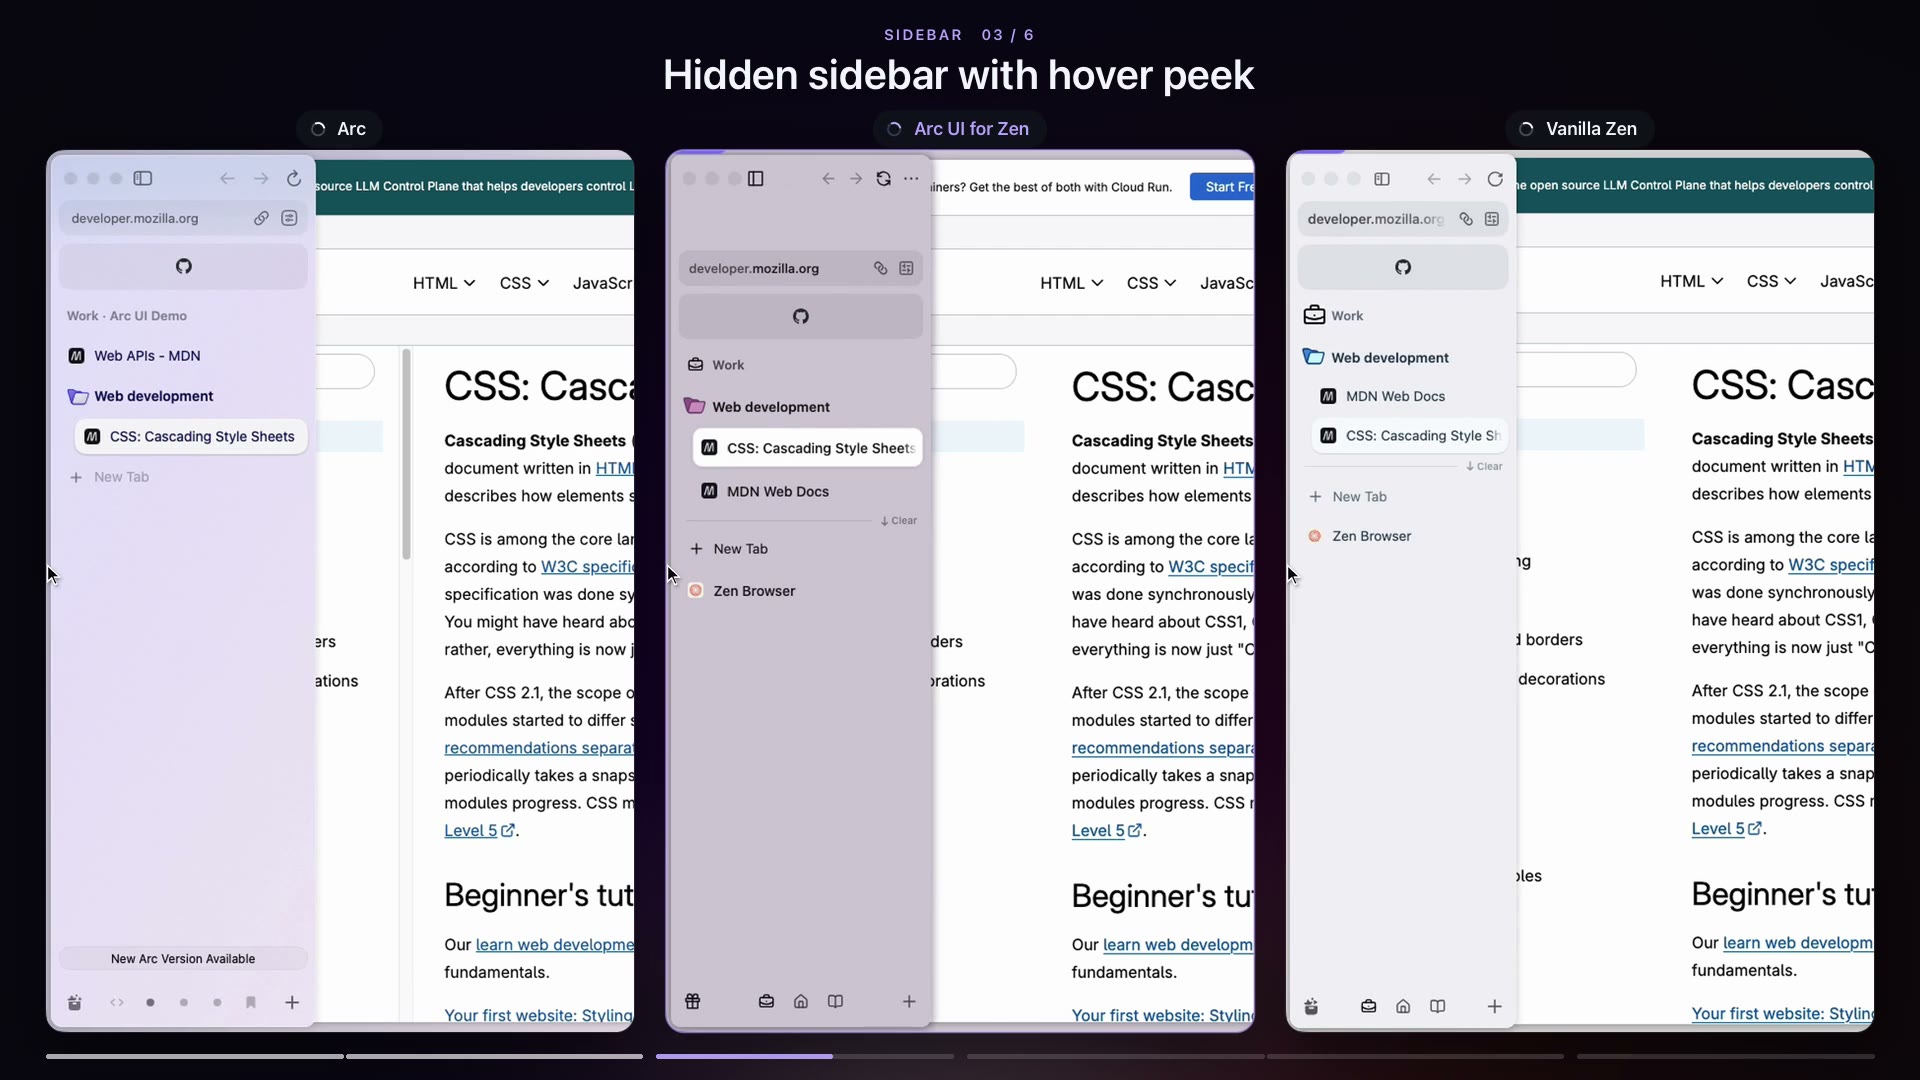 SIDEBAR 03 / 6
Hidden sidebar with hover peek
Arc
source LLM Control Plane that helps developers control L
developer.mozilla.org
HTML CSS JavaScr
Work · Arc UI Demo
Web APIs - MDN
Web development
CSS: Cascading Style Sheets
New Tab
New Arc Version Available
ers
ations
CSS: Casca
Cascading Style Sheets (
document written in HTML
describes how elements s
CSS is among the core lan
according to W3C specific
specification was done sy
You might have heard abo
rather, everything is now j
After CSS 2.1, the scope o
modules started to differ s
recommendations separat
periodically takes a snaps
modules progress. CSS m
Level 5.
Beginner's tut
Our learn web developme
fundamentals.
Your first website: Styling
Arc UI for Zen
ainers? Get the best of both with Cloud Run.
Start Fre
developer.mozilla.org
HTML CSS JavaSc
Work
Web development
CSS: Cascading Style Sheets
MDN Web Docs
Clear
New Tab
Zen Browser
ders
orations
CSS: Casc
Cascading Style Sheets
document written in HTM
describes how elements
CSS is among the core la
according to W3C specif
was done synchronously
have heard about CSS1, C
everything is now just "C
After CSS 2.1, the scope
modules started to differ
recommendations separa
periodically takes a snap
modules progress. CSS r
Level 5.
Beginner's tu
Our learn web developm
fundamentals.
Your first website: Stylin
Vanilla Zen
he open source LLM Control Plane that helps developers control
developer.mozilla.org
HTML CSS JavaSc
Work
Web development
MDN Web Docs
CSS: Cascading Style Sh
Clear
New Tab
Zen Browser
ng
d borders
decorations
ples
CSS: Casc
Cascading Style Sheets
document written in HTM
describes how elements
CSS is among the core la
according to W3C specif
was done synchronously
have heard about CSS1, C
everything is now just "C
After CSS 2.1, the scope
modules started to differ
recommendations separa
periodically takes a snap
modules progress. CSS r
Level 5.
Beginner's tu
Our learn web developm
fundamentals.
Your first website: Stylin